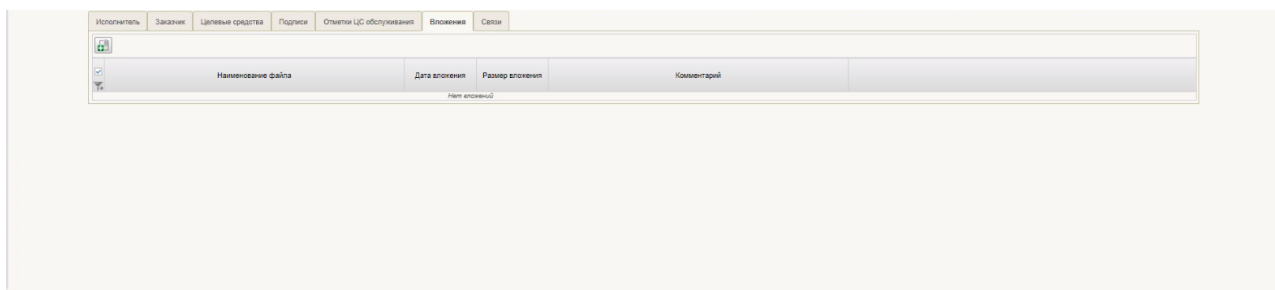 Исполнитель Заказчик Целевые средства Подписи Отметки ЦС обслуживания Вложения Связи
Наименование файла Дата вложения Размер вложения Комментарий
Нет вложений